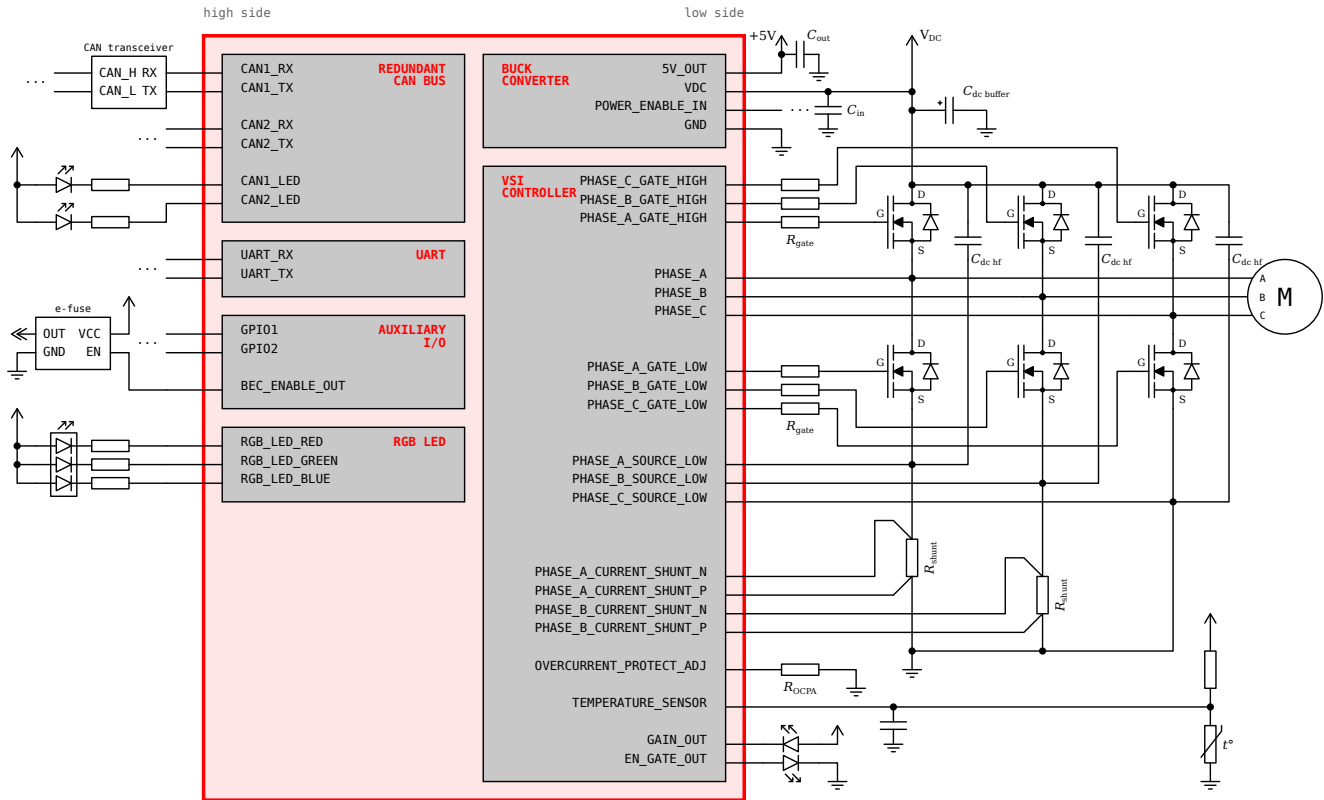 high side
low side
CAN transceiver
CAN_H RX
CAN_L TX
...
CAN1_RX
CAN1_TX
CAN2_RX
CAN2_TX
...
CAN1_LED
CAN2_LED
REDUNDANT
CAN BUS
UART_RX
UART_TX
UART
...
e-fuse
OUT VCC
GND EN
...
GPIO1
GPIO2
BEC_ENABLE_OUT
AUXILIARY
I/O
RGB_LED_RED
RGB_LED_GREEN
RGB_LED_BLUE
RGB LED
BUCK
CONVERTER
5V_OUT
VDC
POWER_ENABLE_IN
GND
+5V
Cout
VDC
...
Cin
+
Cdc buffer
VSI
CONTROLLER
PHASE_C_GATE_HIGH
PHASE_B_GATE_HIGH
PHASE_A_GATE_HIGH
Rgate
PHASE_A
PHASE_B
PHASE_C
PHASE_A_GATE_LOW
PHASE_B_GATE_LOW
PHASE_C_GATE_LOW
Rgate
PHASE_A_SOURCE_LOW
PHASE_B_SOURCE_LOW
PHASE_C_SOURCE_LOW
PHASE_A_CURRENT_SHUNT_N
PHASE_A_CURRENT_SHUNT_P
PHASE_B_CURRENT_SHUNT_N
PHASE_B_CURRENT_SHUNT_P
OVERCURRENT_PROTECT_ADJ
TEMPERATURE_SENSOR
GAIN_OUT
EN_GATE_OUT
D
G
S
D
G
S
D
G
S
Cdc hf
Cdc hf
Cdc hf
A
B
C
M
D
G
S
D
G
S
D
G
S
Rshunt
Rshunt
ROCPA
t°